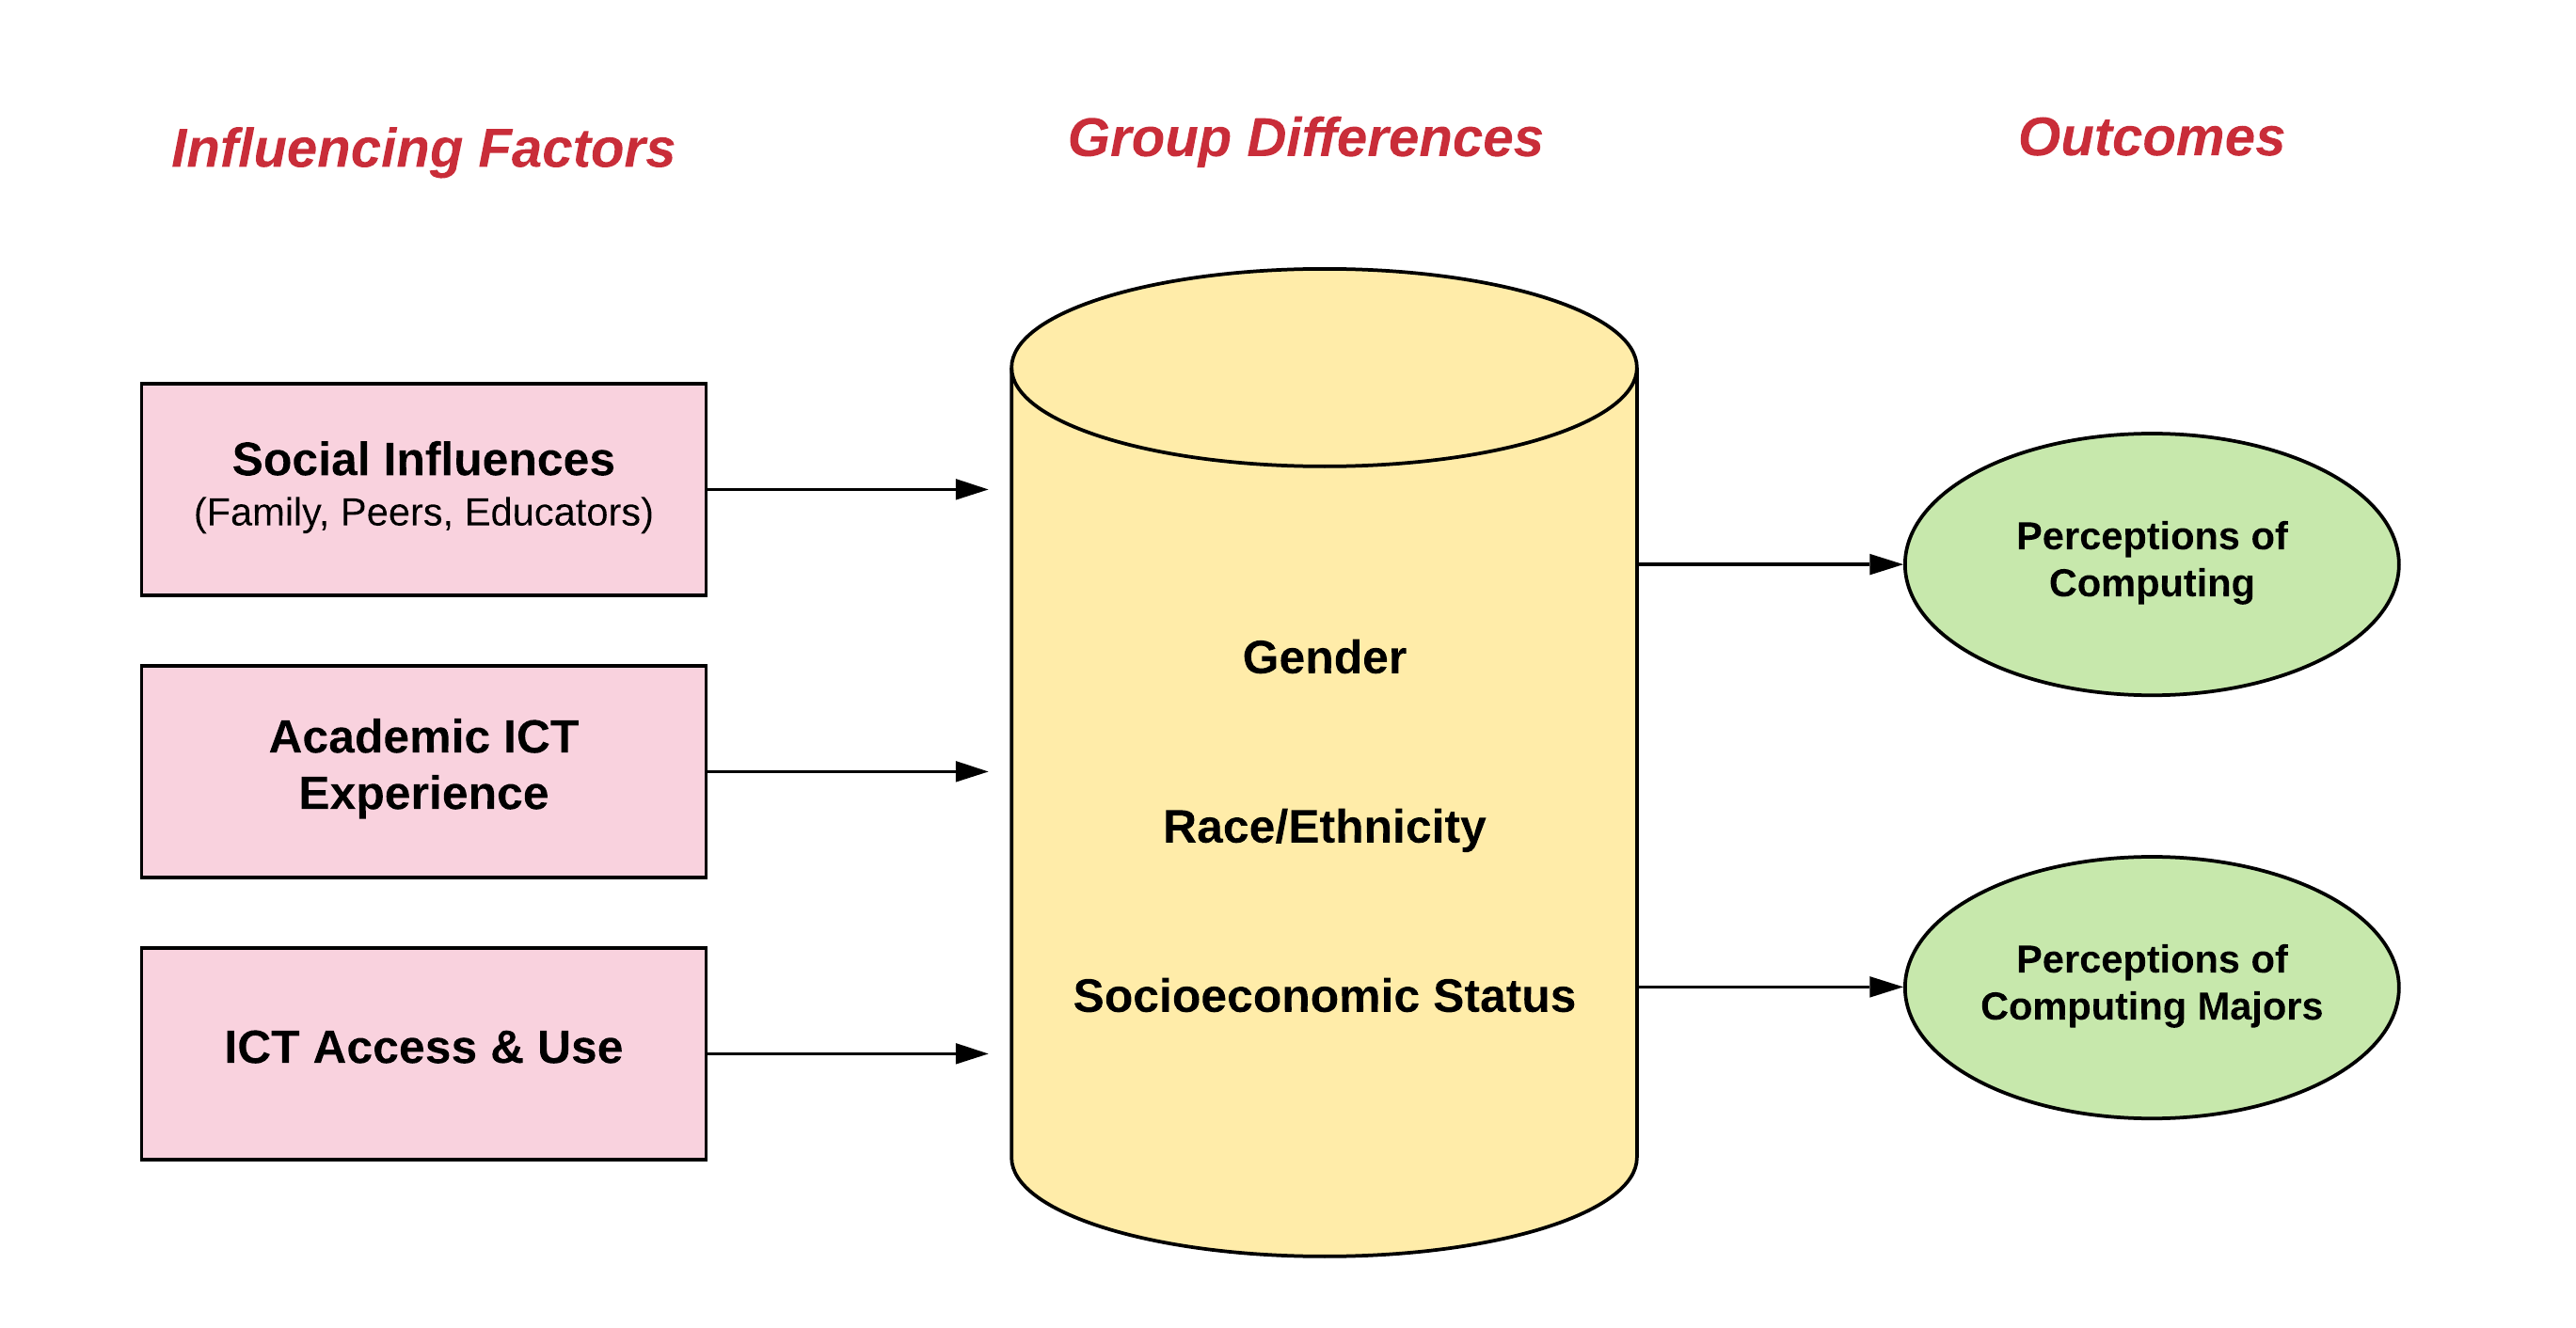 Influencing Factors
Group Differences
Outcomes
Social Influences
(Family, Peers, Educators)
Academic ICT
Experience
ICT Access & Use
Gender
Race/Ethnicity
Socioeconomic Status
Perceptions of
Computing
Perceptions of
Computing Majors